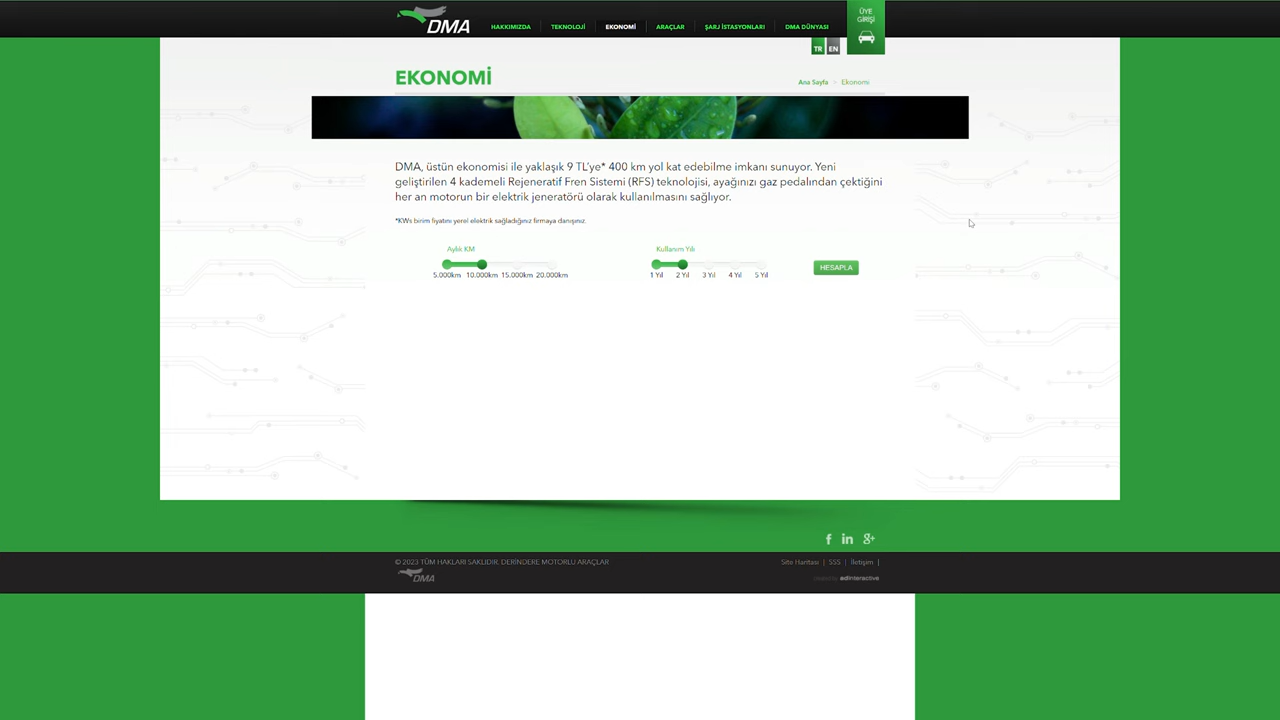 DMA
HAKKIMIZDA
TEKNOLOJİ
EKONOMİ
ARAÇLAR
ŞARJ İSTASYONLARI
DMA DÜNYASI
ÜYE
GİRİŞİ
TR EN
EKONOMİ
Ana Sayfa > Ekonomi
DMA, üstün ekonomisi ile yaklaşık 9 TL'ye* 400 km yol kat edebilme imkanı sunuyor. Yeni
geliştirilen 4 kademeli Rejeneratif Fren Sistemi (RFS) teknolojisi, ayağınızı gaz pedalından çektiğini
her an motorun bir elektrik jeneratörü olarak kullanılmasını sağlıyor.
*KWs birim fiyatını yerel elektrik sağladığınız firmaya danışınız.
Aylık KM
5.000km 10.000km 15.000km 20.000km
Kullanım Yılı
1 Yıl 2 Yıl 3 Yıl 4 Yıl 5 Yıl
HESAPLA
f in g+
© 2023 TÜM HAKLARI SAKLIDIR. DERİNDERE MOTORLU ARAÇLAR
Site Haritası | SSS | İletişim |
DMA
created by adinteractive